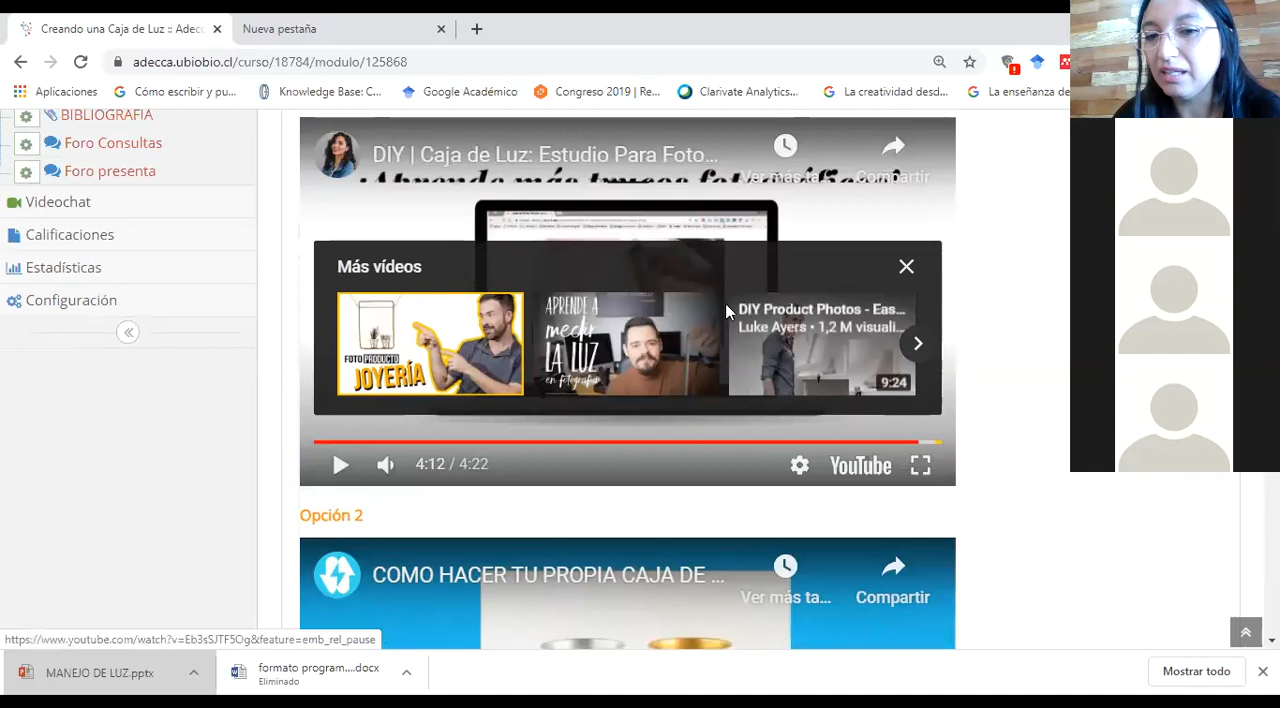 Creando una Caja de Luz :: Adecc
Nueva pestaña
adecca.ubiobio.cl/curso/18784/modulo/125868
Aplicaciones
Cómo escribir y pu...
Knowledge Base: C...
Google Académico
Congreso 2019 | Re...
Clarivate Analytics...
La creatividad desd...
La enseñanza de
BIBLIOGRAFIA
Foro Consultas
Foro presenta
Videochat
Calificaciones
Estadísticas
Configuración
DIY | Caja de Luz: Estudio Para Foto...
Ver más ta...
Compartir
¡Aprende más trucos
Más vídeos
FOTO PRODUCTO
JOYERÍA
APRENDE A
medir
LA LUZ
en fotografía
DIY Product Photos - Eas...
Luke Ayers • 1,2 M visuali...
9:24
4:12 / 4:22
YouTube
Opción 2
COMO HACER TU PROPIA CAJA DE ...
Ver más ta...
Compartir
https://www.youtube.com/watch?v=Eb3sSJTF5Og&feature=emb_rel_pause
MANEJO DE LUZ.pptx
formato program....docx
Eliminado
Mostrar todo